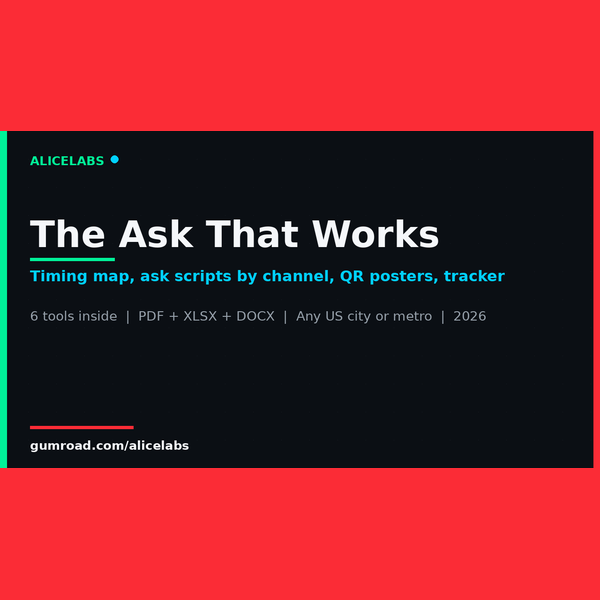 ALICELABS
The Ask That Works
Timing map, ask scripts by channel, QR posters, tracker
6 tools inside | PDF + XLSX + DOCX | Any US city or metro | 2026
gumroad.com/alicelabs